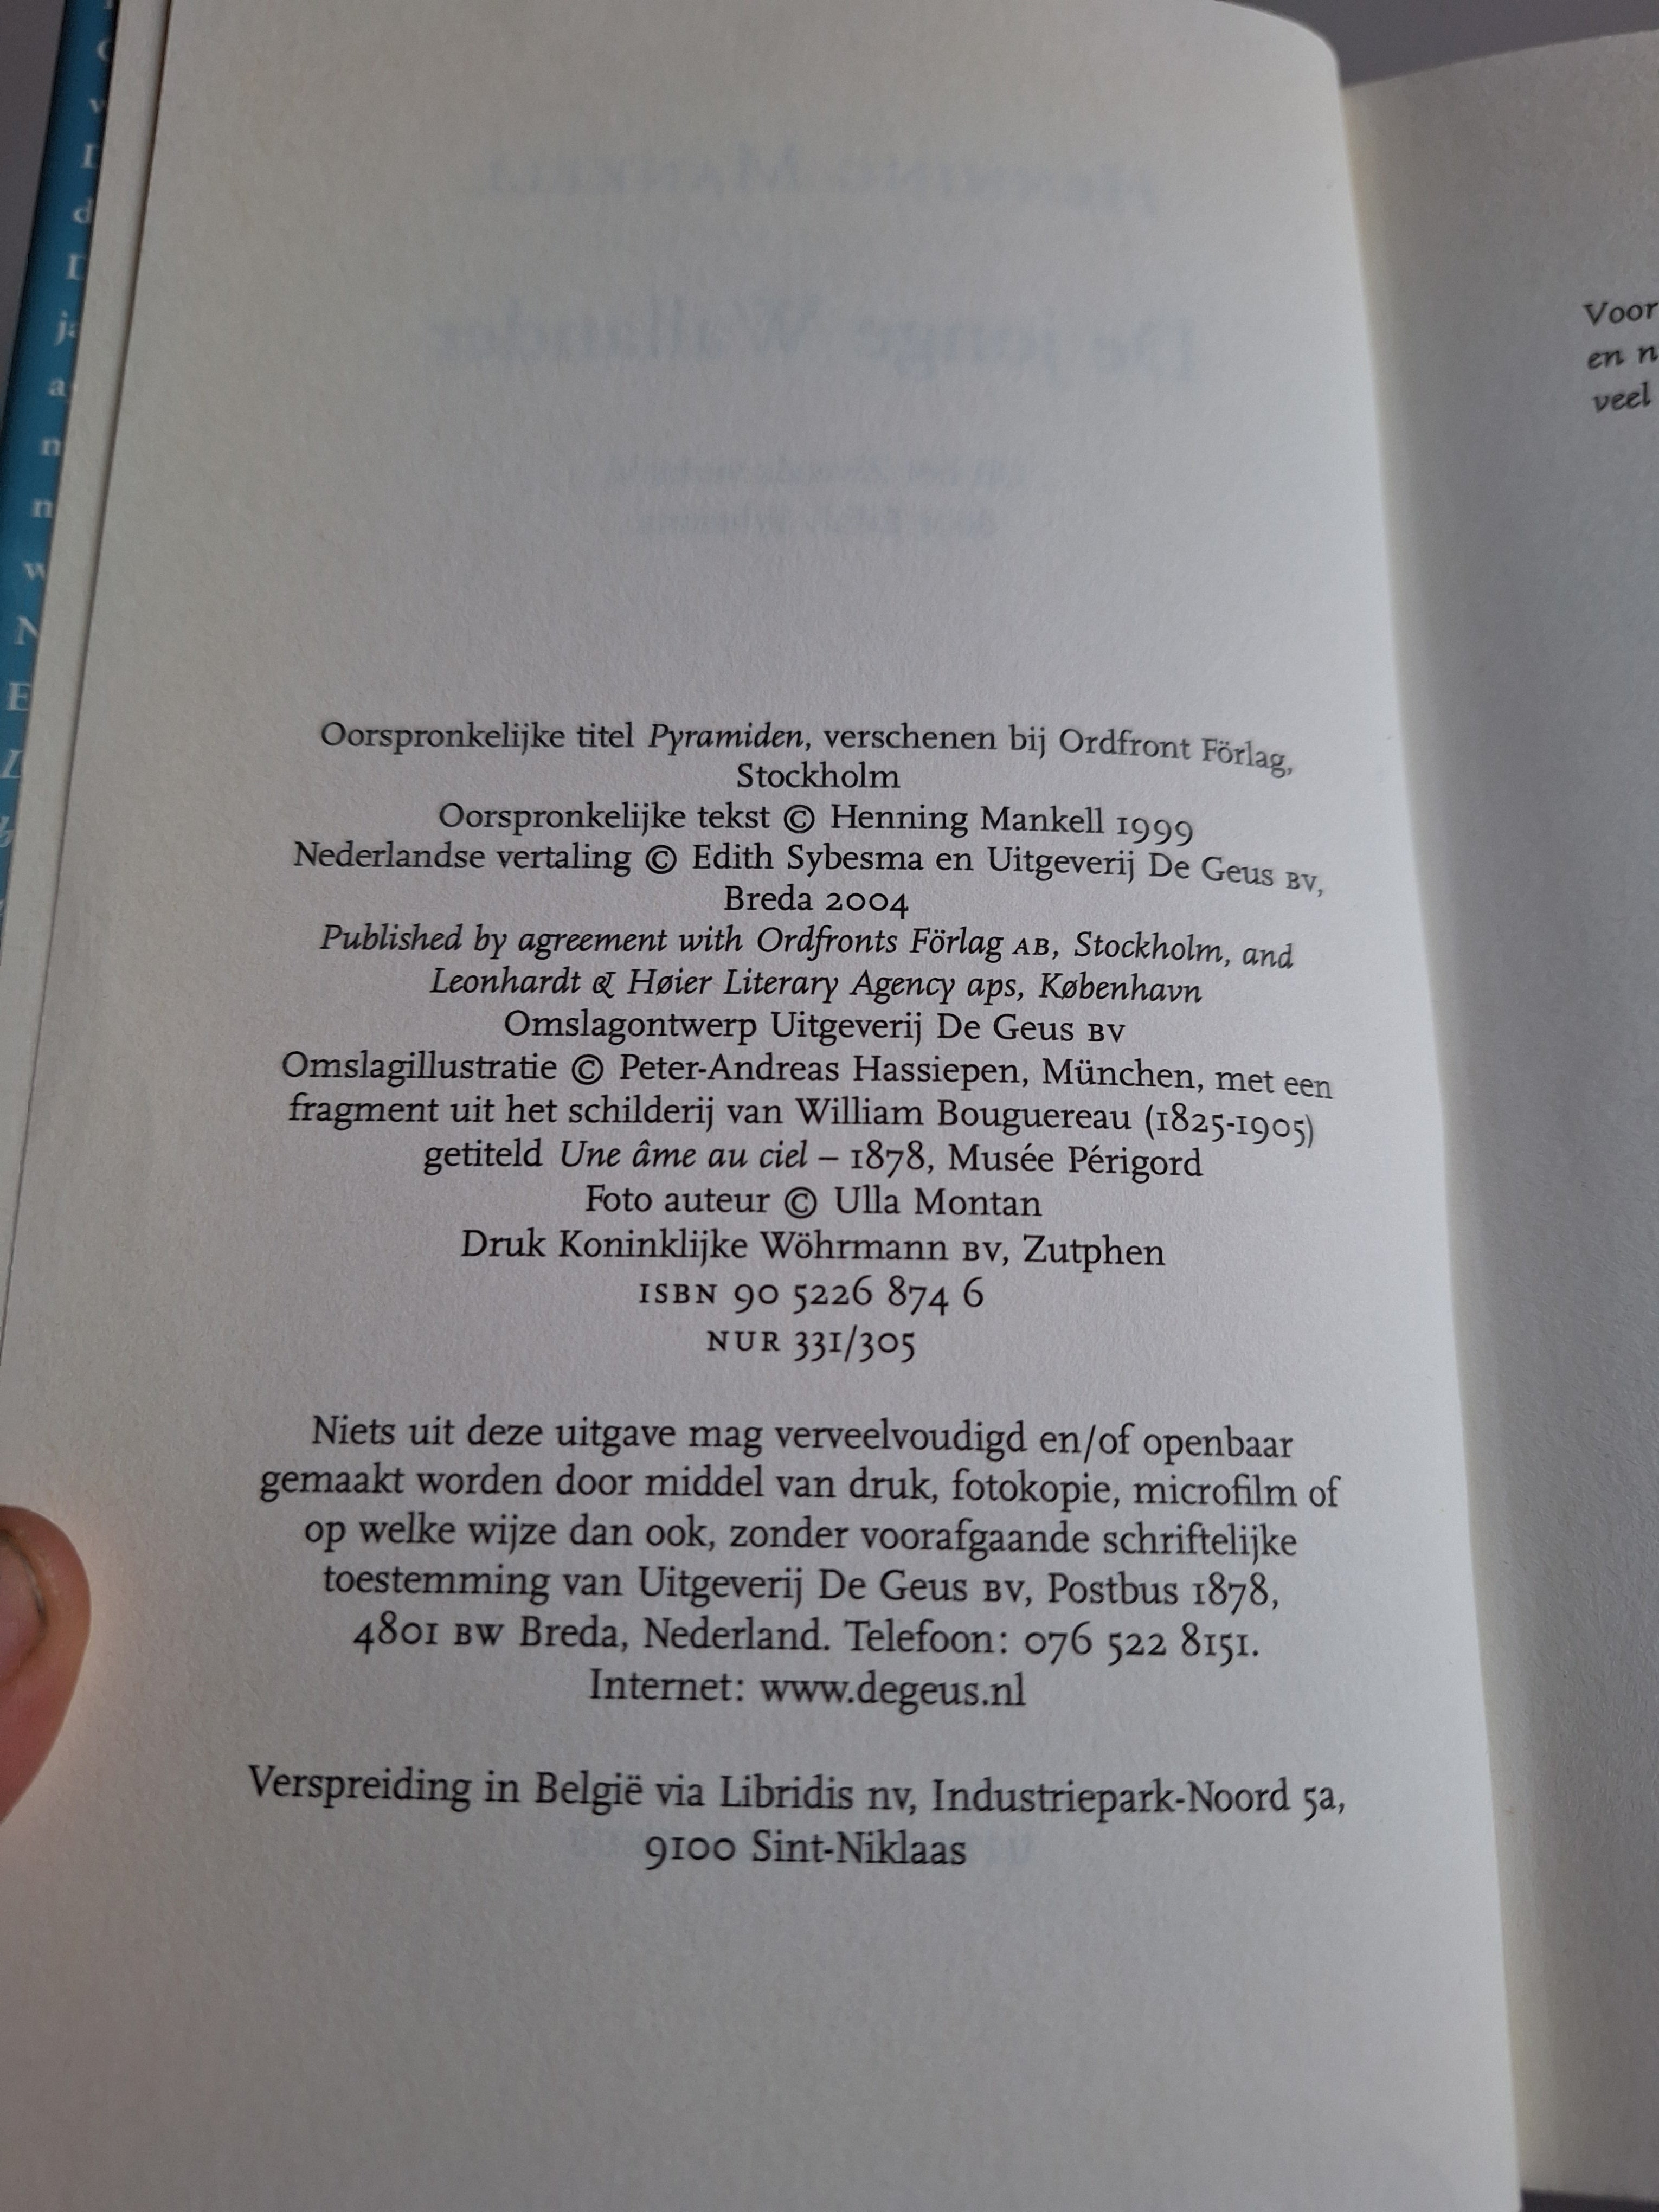 Oorspronkelijke titel Pyramiden, verschenen bij Ordfront Förlag,
Stockholm
Oorspronkelijke tekst © Henning Mankell 1999
Nederlandse vertaling © Edith Sybesma en Uitgeverij De Geus BV,
Breda 2004
Published by agreement with Ordfronts Förlag AB, Stockholm, and
Leonhardt & Høier Literary Agency aps, København
Omslagontwerp Uitgeverij De Geus BV
Omslagillustratie © Peter-Andreas Hassiepen, München, met een
fragment uit het schilderij van William Bouguereau (1825-1905)
getiteld Une âme au ciel – 1878, Musée Périgord
Foto auteur © Ulla Montan
Druk Koninklijke Wöhrmann BV, Zutphen
ISBN 90 5226 874 6
NUR 331/305
Niets uit deze uitgave mag verveelvoudigd en/of openbaar
gemaakt worden door middel van druk, fotokopie, microfilm of
op welke wijze dan ook, zonder voorafgaande schriftelijke
toestemming van Uitgeverij De Geus BV, Postbus 1878,
4801 BW Breda, Nederland. Telefoon: 076 522 8151.
Internet: www.degeus.nl
Verspreiding in België via Libridis nv, Industriepark-Noord 5a,
9100 Sint-Niklaas
Voor
en n
veel